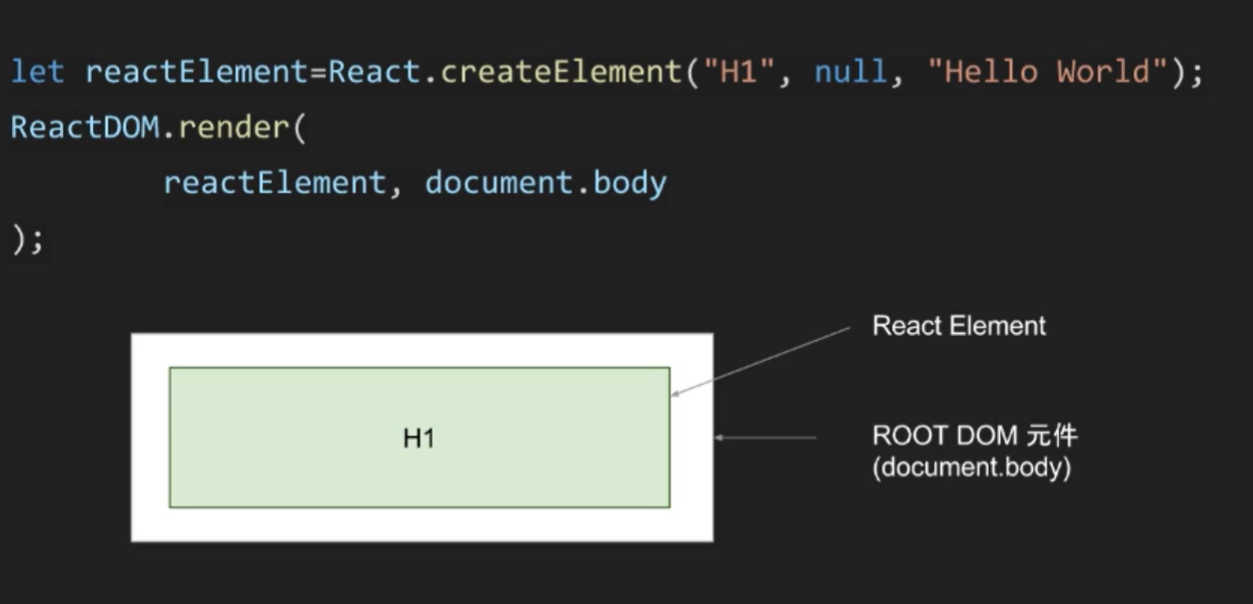 let reactElement=React.createElement("H1", null, "Hello World");
ReactDOM.render(
        reactElement, document.body
);
React Element
H1
ROOT DOM 元件
(document.body)